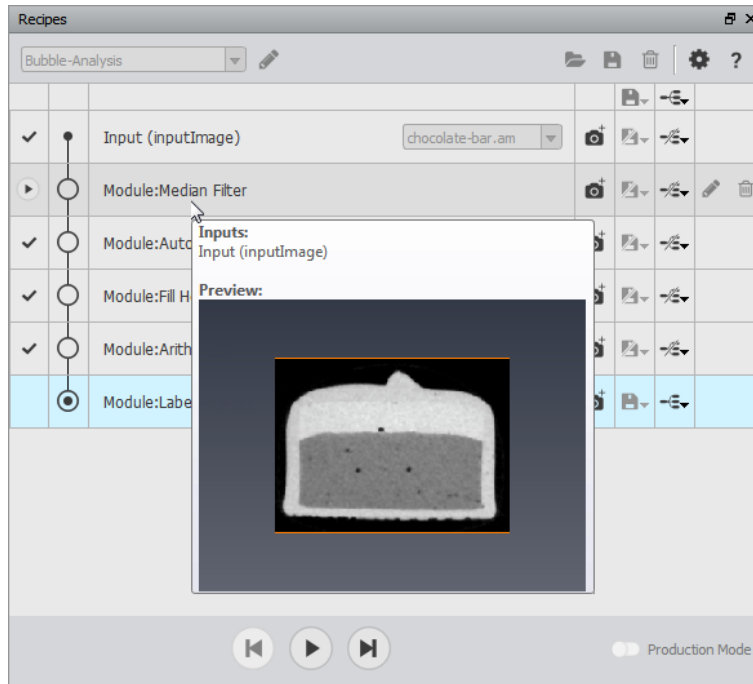 Recipes
Bubble-Analysis
?
Input (inputImage)
chocolate-bar.am
Module:Median Filter
Inputs:
Input (inputImage)
Preview:
Module:Auto
Module:Fill H
Module:Arith
Module:Labe
Production Mode